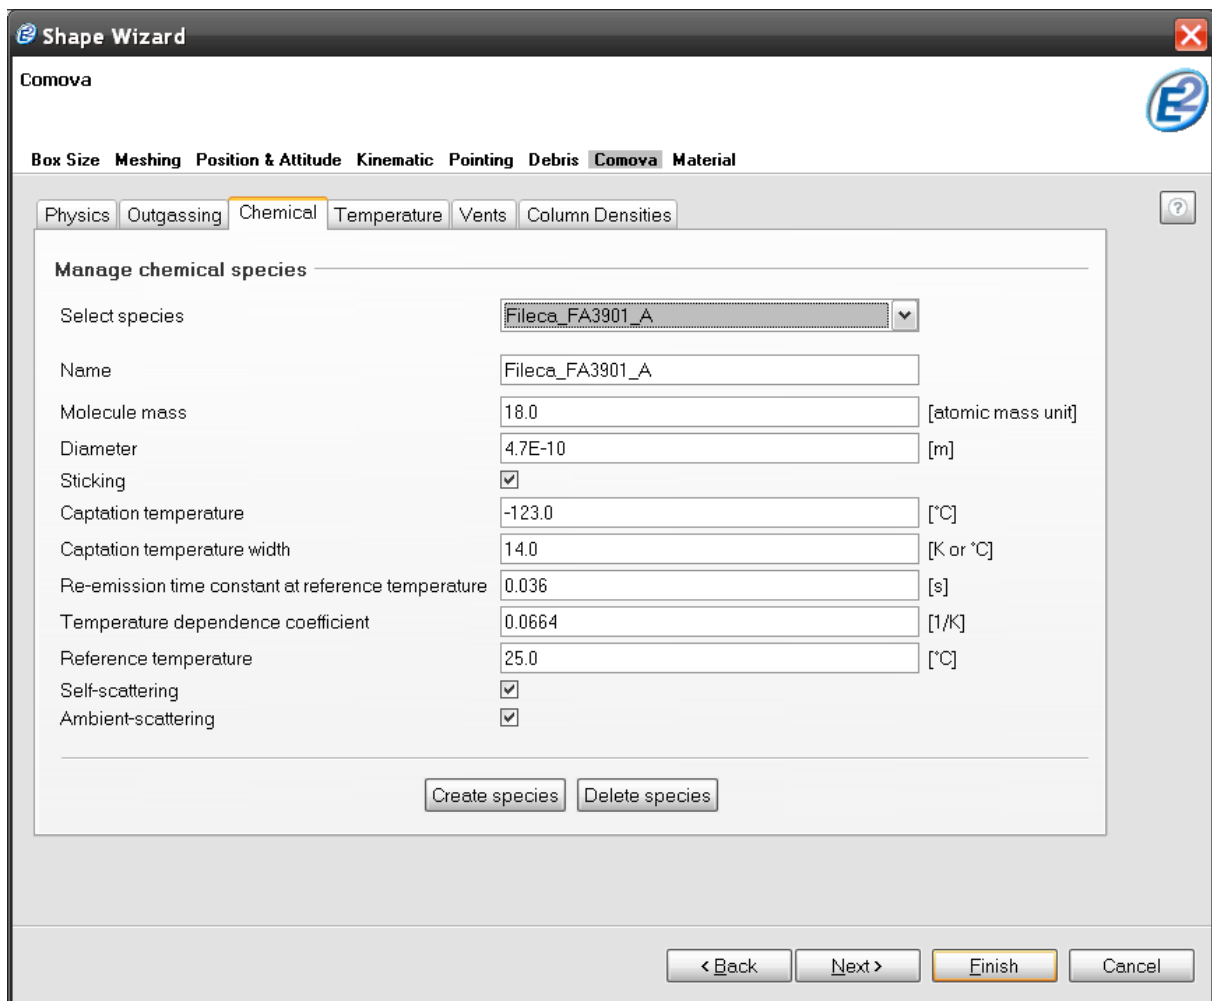 Shape Wizard
Comova
Box Size Meshing Position & Attitude Kinematic Pointing Debris Comova Material
Physics Outgassing Chemical Temperature Vents Column Densities
?
Manage chemical species
Select species Fileca_FA3901_A
Name Fileca_FA3901_A
Molecule mass 18.0 [atomic mass unit]
Diameter 4.7E-10 [m]
Sticking
Captation temperature -123.0 [°C]
Captation temperature width 14.0 [K or °C]
Re-emission time constant at reference temperature 0.036 [s]
Temperature dependence coefficient 0.0664 [1/K]
Reference temperature 25.0 [°C]
Self-scattering
Ambient-scattering
Create species Delete species
< Back Next > Finish Cancel
E2